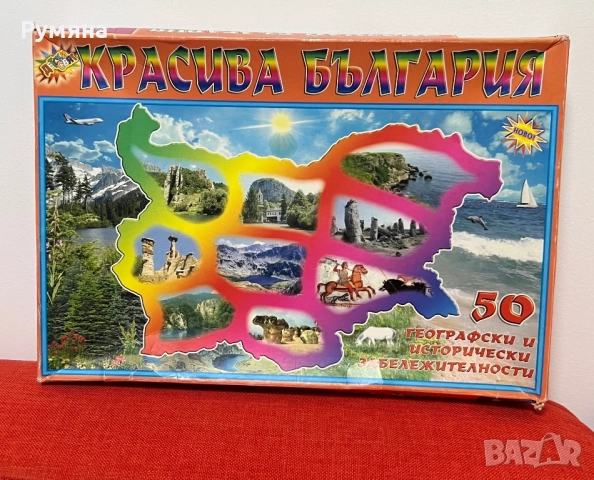 Румяна
КРАСИВА БЪЛГАРИЯ
НОВО!
50
ГЕОГРАФСКИ И
ИСТОРИЧЕСКИ
ЗАБЕЛЕЖИТЕЛНОСТИ
BAZAR